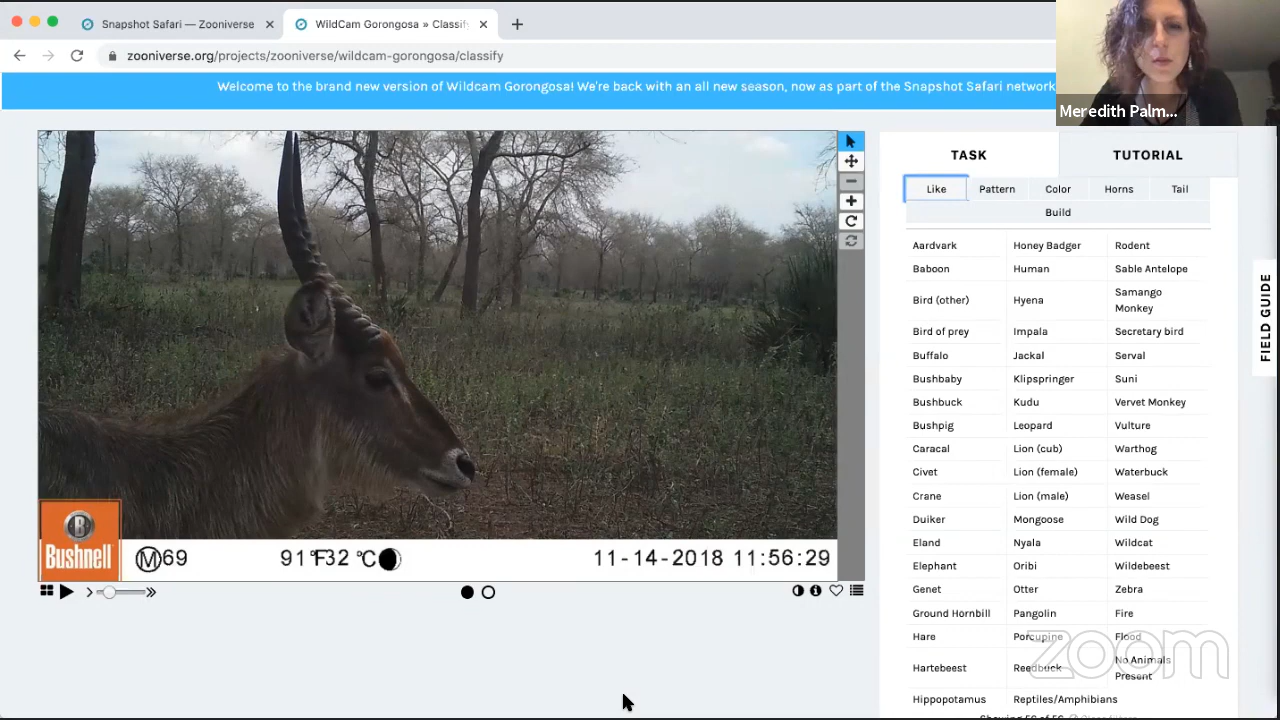 Snapshot Safari — Zooniverse
WildCam Gorongosa » Classif
zooniverse.org/projects/zooniverse/wildcam-gorongosa/classify
Welcome to the brand new version of Wildcam Gorongosa! We're back with an all new season, now as part of the Snapshot Safari network
Meredith Palm...
TASK
TUTORIAL
Like
Pattern
Color
Horns
Tail
Build
Aardvark Honey Badger Rodent
Baboon Human Sable Antelope
Bird (other) Hyena Samango
Monkey
Bird of prey Impala Secretary bird
Buffalo Jackal Serval
Bushbaby Klipspringer Suni
Bushbuck Kudu Vervet Monkey
Bushpig Leopard Vulture
Caracal Lion (cub) Warthog
Civet Lion (female) Waterbuck
Crane Lion (male) Weasel
Duiker Mongoose Wild Dog
Eland Nyala Wildcat
Elephant Oribi Wildebeest
Genet Otter Zebra
Ground Hornbill Pangolin Fire
Hare Porcupine Flood
Hartebeest Reedbuck No Animals
Present
Hippopotamus Reptiles/Amphibians
FIELD GUIDE
B
Bushnell
M 69 91°F32 °C 11-14-2018 11:56:29
zoom